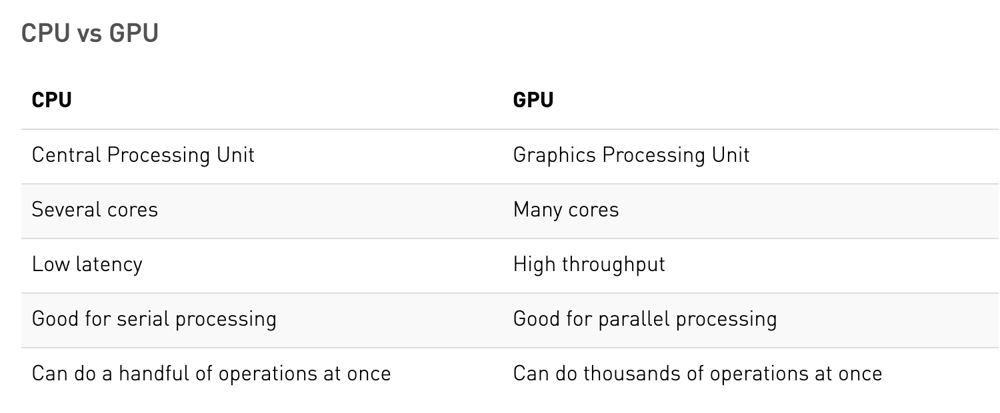 CPU vs GPU
CPU GPU
Central Processing Unit Graphics Processing Unit
Several cores Many cores
Low latency High throughput
Good for serial processing Good for parallel processing
Can do a handful of operations at once Can do thousands of operations at once